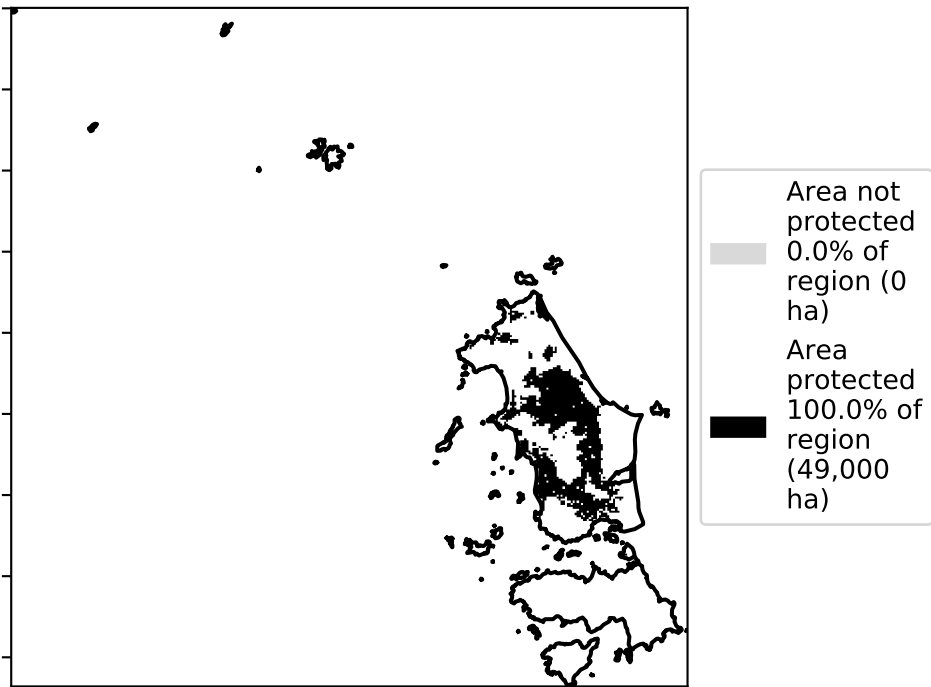 Area not
protected
0.0% of
region (0
ha)
Area
protected
100.0% of
region
(49,000
ha)